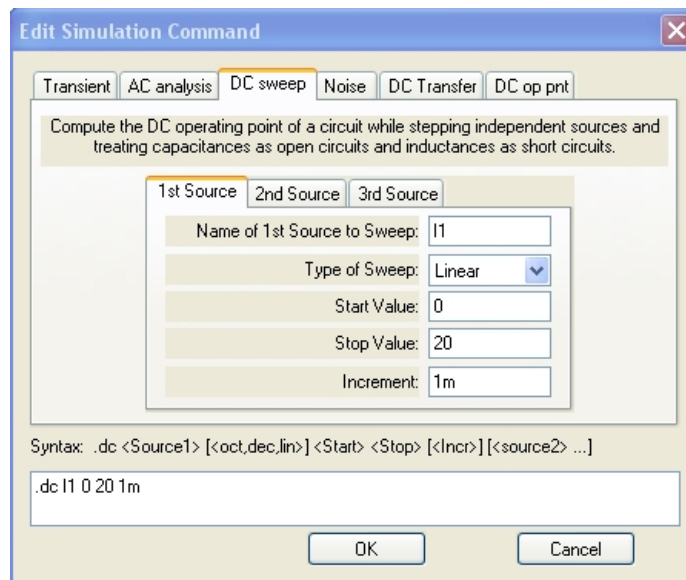 Edit Simulation Command
Transient AC analysis DC sweep Noise DC Transfer DC op pnt
Compute the DC operating point of a circuit while stepping independent sources and
treating capacitances as open circuits and inductances as short circuits.
1st Source 2nd Source 3rd Source
Name of 1st Source to Sweep: I1
Type of Sweep: Linear
Start Value: 0
Stop Value: 20
Increment: 1m
Syntax: .dc <Source1> [<oct,dec,lin>] <Start> <Stop> [<Incr>] [<source2> ...]
.dc I1 0 20 1m
OK Cancel